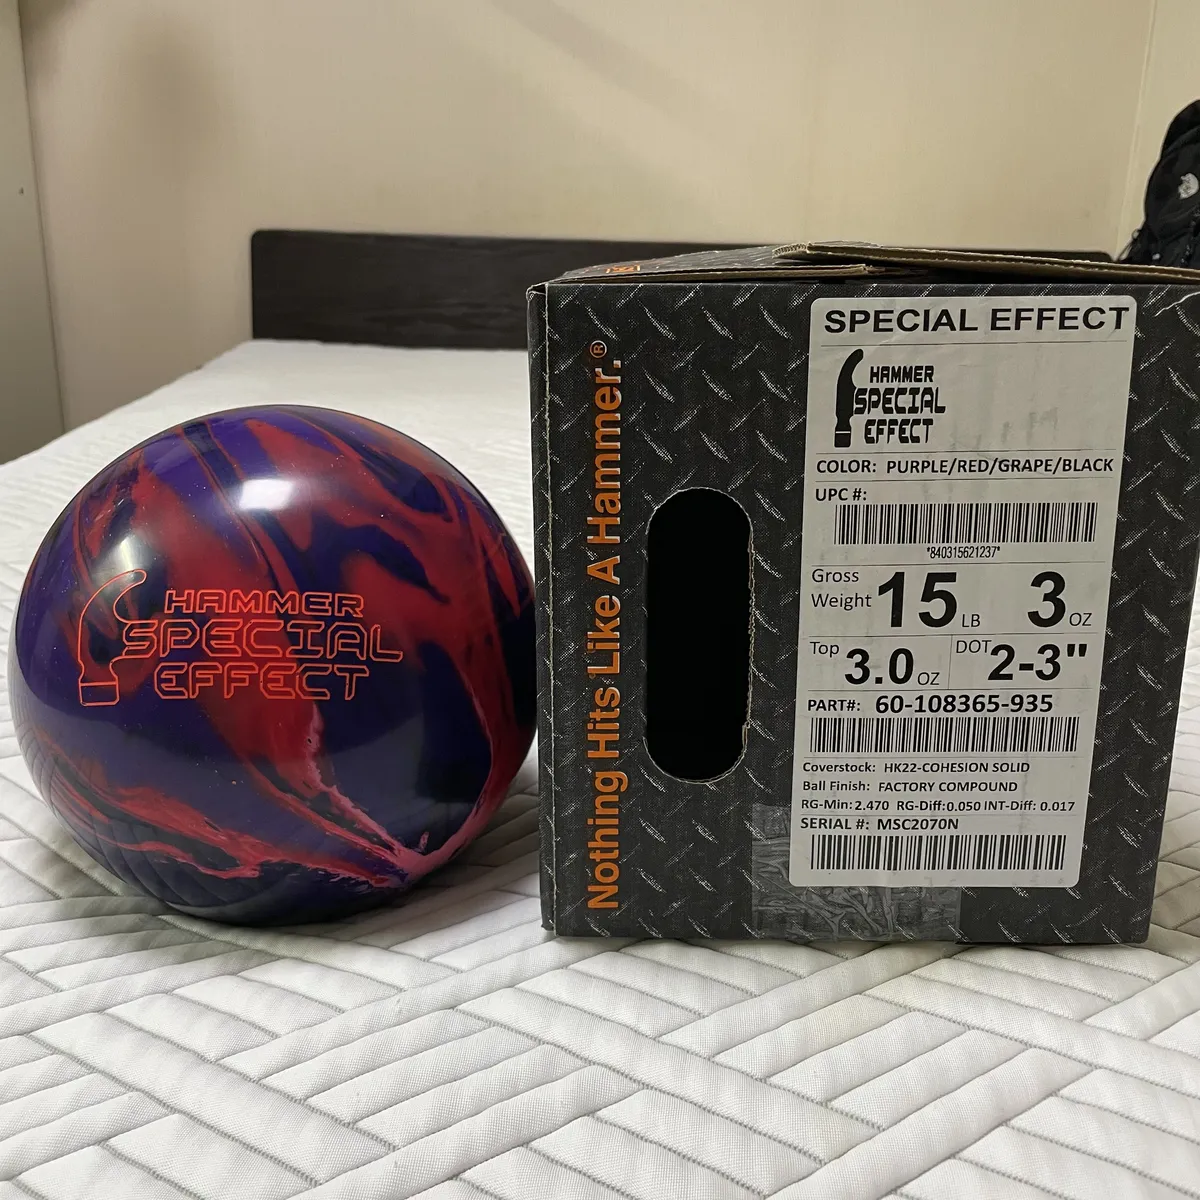 HAMMER
SPECIAL
EFFECT
Nothing Hits Like A Hammer.®
SPECIAL EFFECT
HAMMER
SPECIAL
EFFECT
COLOR: PURPLE/RED/GRAPE/BLACK
UPC #:
*840315621237*
Gross Weight 15 LB 3 OZ
Top 3.0 OZ DOT 2-3"
PART#: 60-108365-935
Coverstock: HK22-COHESION SOLID
Ball Finish: FACTORY COMPOUND
RG-Min: 2.470 RG-Diff: 0.050 INT-Diff: 0.017
SERIAL #: MSC2070N